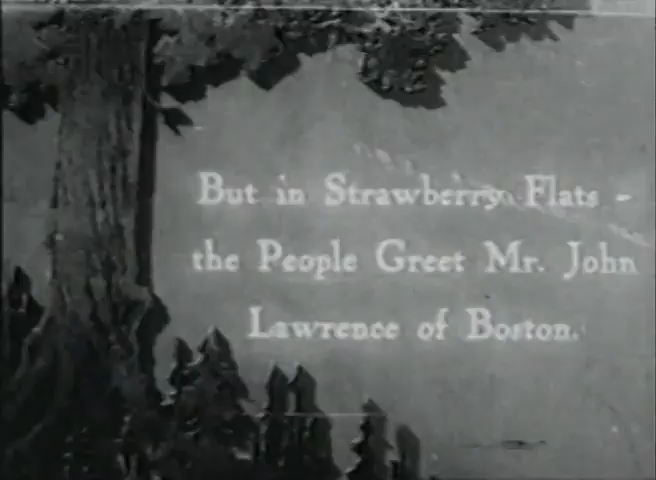 But in Strawberry Flats -
the People Greet Mr. John
Lawrence of Boston.